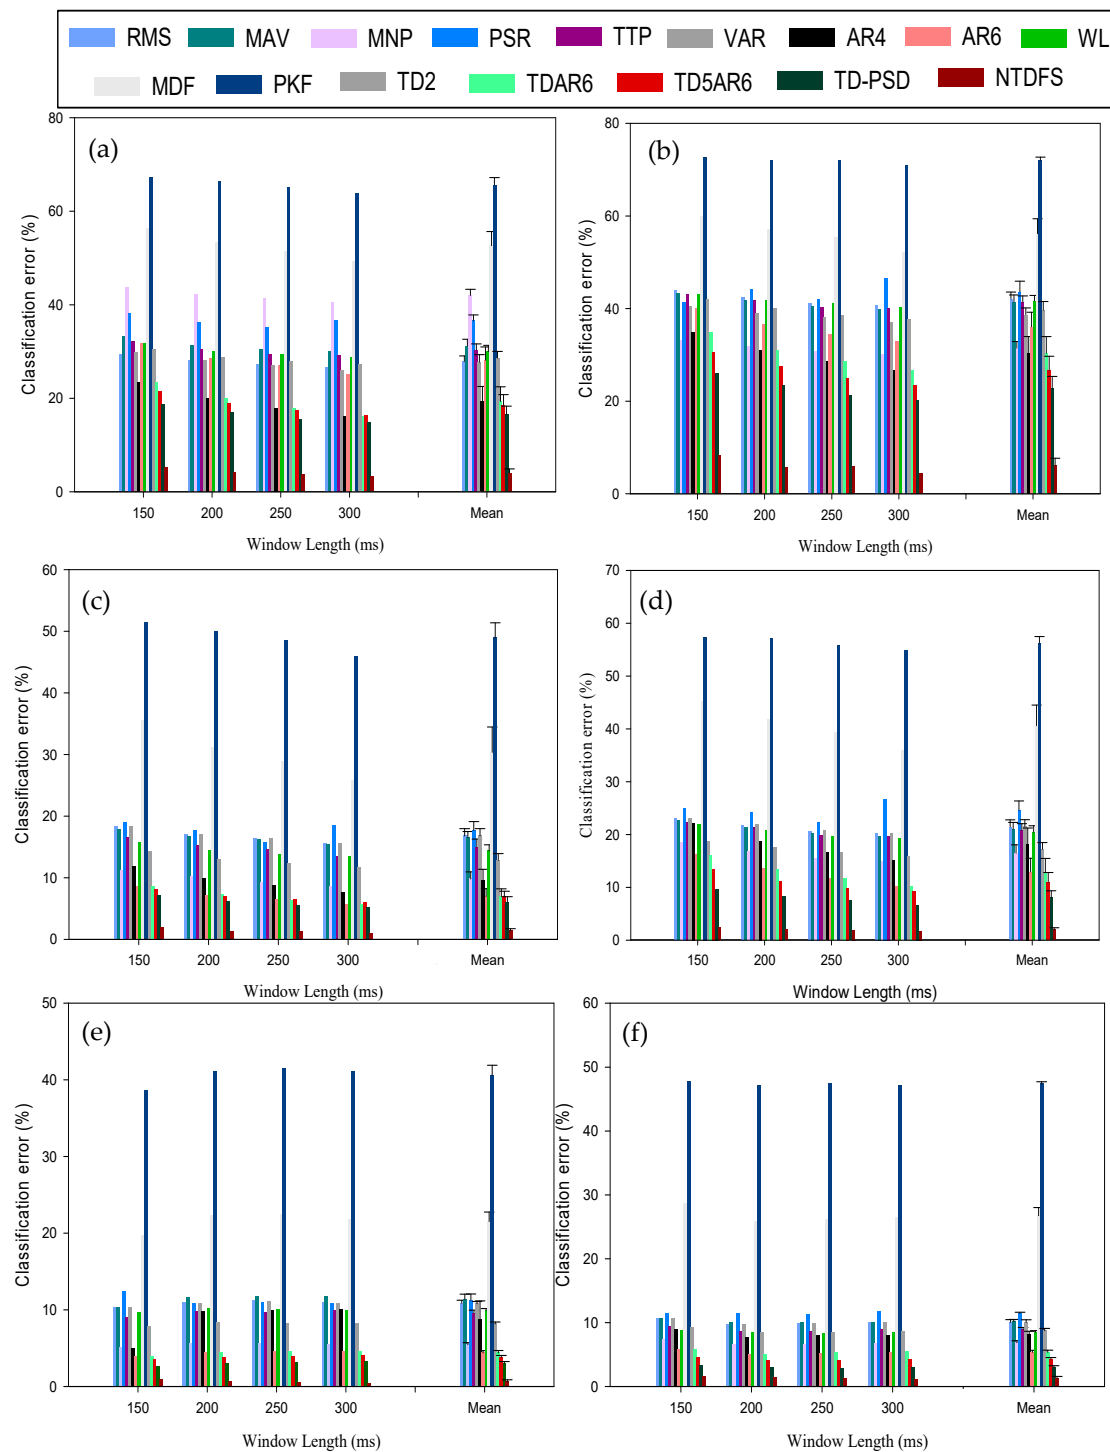 RMS MAV MNP PSR TTP VAR AR4 AR6 WL
MDF PKF TD2 TDAR6 TD5AR6 TD-PSD NTDFS
(a)
Classification error (%)
80
60
40
20
0
150 200 250 300 Mean
Window Length (ms)
(b)
Classification error (%)
80
60
40
20
0
150 200 250 300 Mean
Window Length (ms)
(c)
Classification error (%)
60
50
40
30
20
10
0
150 200 250 300 Mean
Window Length (ms)
(d)
Classification error (%)
70
60
50
40
30
20
10
0
150 200 250 300 Mean
Window Length (ms)
(e)
Classification error (%)
50
40
30
20
10
0
150 200 250 300 Mean
Window Length (ms)
(f)
Classification error (%)
60
50
40
30
20
10
0
150 200 250 300 Mean
Window Length (ms)